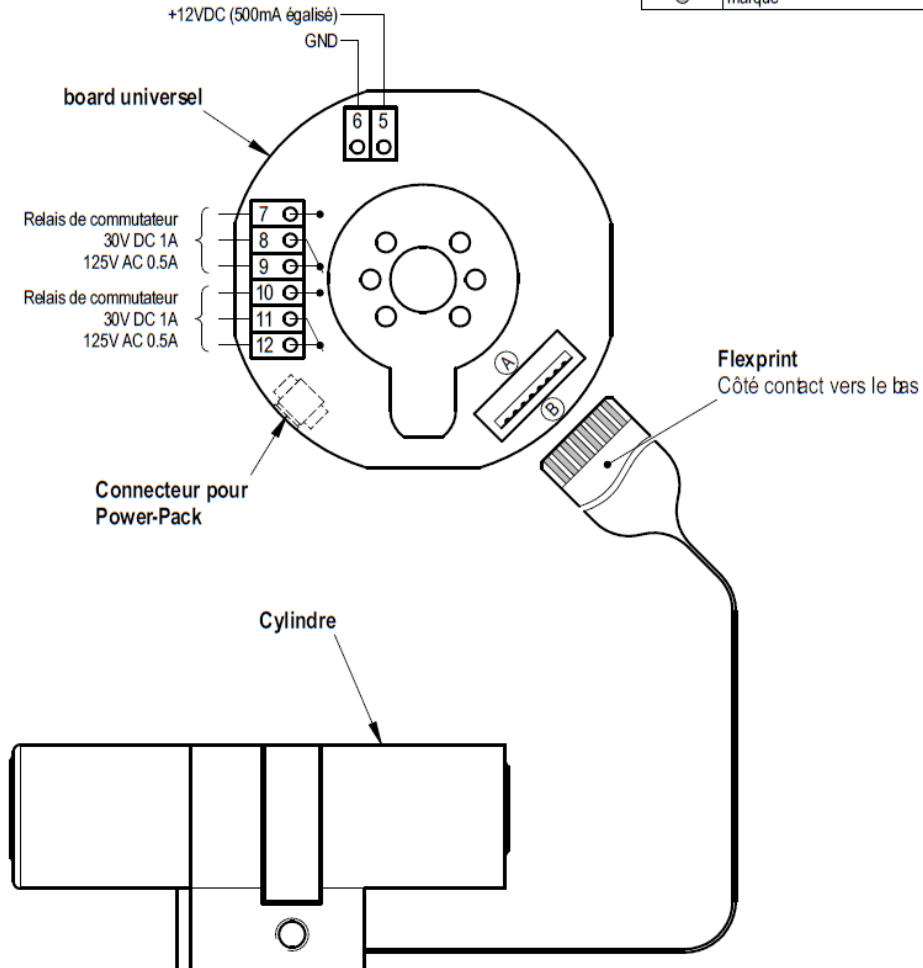 marque
+12VDC (500mA égalisé)
GND
board universel
6 5
7
8
9
10
11
12
Relais de commutateur
30V DC 1A
125V AC 0.5A
Relais de commutateur
30V DC 1A
125V AC 0.5A
A
B
Flexprint
Côté contact vers le bas
Connecteur pour
Power-Pack
Cylindre